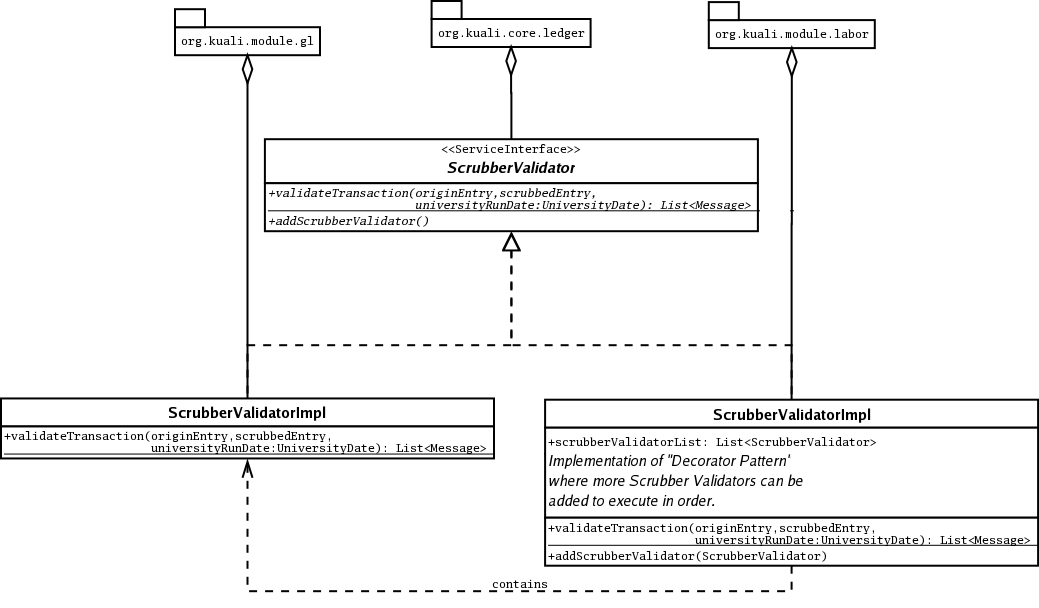 org.kuali.module.gl
org.kuali.core.ledger
org.kuali.module.labor
<<ServiceInterface>>
ScrubberValidator
+validateTransaction(originEntry,scrubbedEntry,
universityRunDate:UniversityDate): List<Message>
+addScrubberValidator()
ScrubberValidatorImpl
+validateTransaction(originEntry,scrubbedEntry,
universityRunDate:UniversityDate): List<Message>
ScrubberValidatorImpl
+scrubberValidatorList: List<ScrubberValidator>
Implementation of "Decorator Pattern'
where more Scrubber Validators can be
added to execute in order.
+validateTransaction(originEntry,scrubbedEntry,
universityRunDate:UniversityDate): List<Message>
+addScrubberValidator(ScrubberValidator)
contains